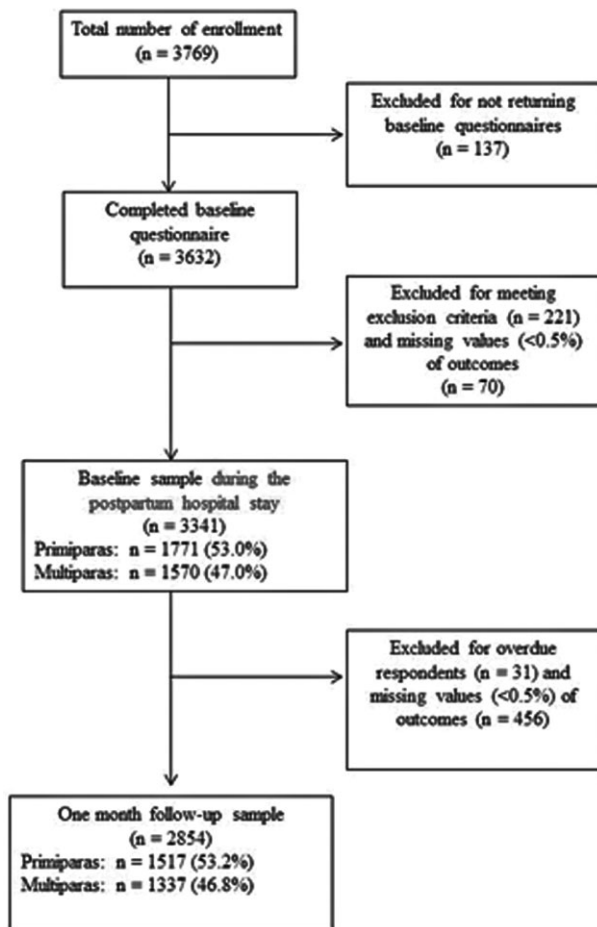 Total number of enrollment
(n = 3769)
Excluded for not returning
baseline questionnaires
(n = 137)
Completed baseline
questionnaire
(n = 3632)
Excluded for meeting
exclusion criteria (n = 221)
and missing values (<0.5%)
of outcomes
(n = 70)
Baseline sample during the
postpartum hospital stay
(n = 3341)
Primiparas: n = 1771 (53.0%)
Multiparas: n = 1570 (47.0%)
Excluded for overdue
respondents (n = 31) and
missing values (<0.5%) of
outcomes (n = 456)
One month follow-up sample
(n = 2854)
Primiparas: n = 1517 (53.2%)
Multiparas: n = 1337 (46.8%)